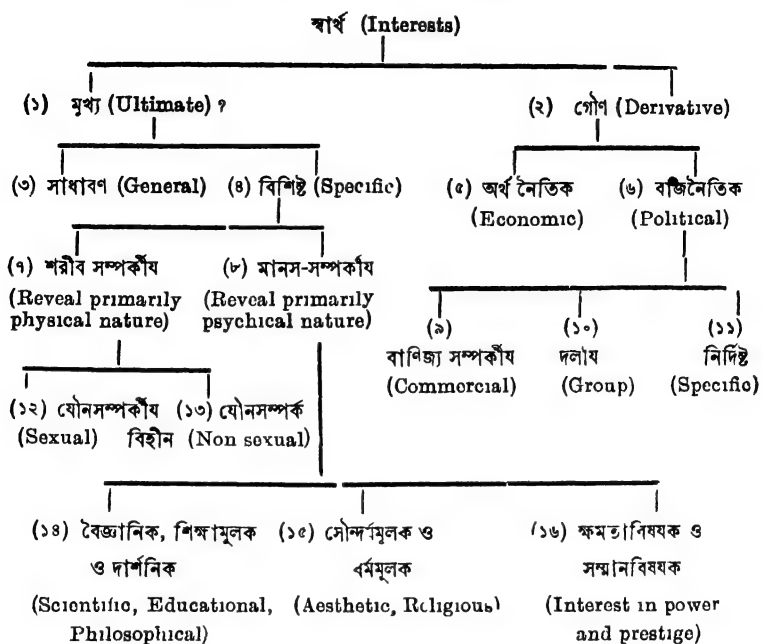 স্বার্থ (Interests)
(১) মুখ্য (Ultimate) ? (২) গৌণ (Derivative)
(৩) সাধাবণ (General) (৪) বিশিষ্ট (Specific) (৫) অর্থ নৈতিক (৬) বাজনৈতিক
(Economic) (Political)
(৭) শরীব সম্পর্কীয (৮) মানস-সম্পর্কীয
(Reveal primarily (Reveal primarily
physical nature) psychical nature)
(৯) (১০) (১১)
বাণিজ্য সম্পর্কীয দলীয নির্দিষ্ট
(Commercial) (Group) (Specific)
(১২) যৌনসম্পর্কীয (১৩) যৌনসম্পর্ক
(Sexual) বিহীন (Non sexual)
(১৪) বৈজ্ঞানিক, শিক্ষামূলক (১৫) সৌন্দর্যমূলক ও (১৬) ক্ষমতাবিষয়ক ও
ও দার্শনিক ধর্মমূলক সম্মানবিষয়ক
(Scientific, Educational, (Aesthetic, Religious) (Interest in power
Philosophical) and prestige)